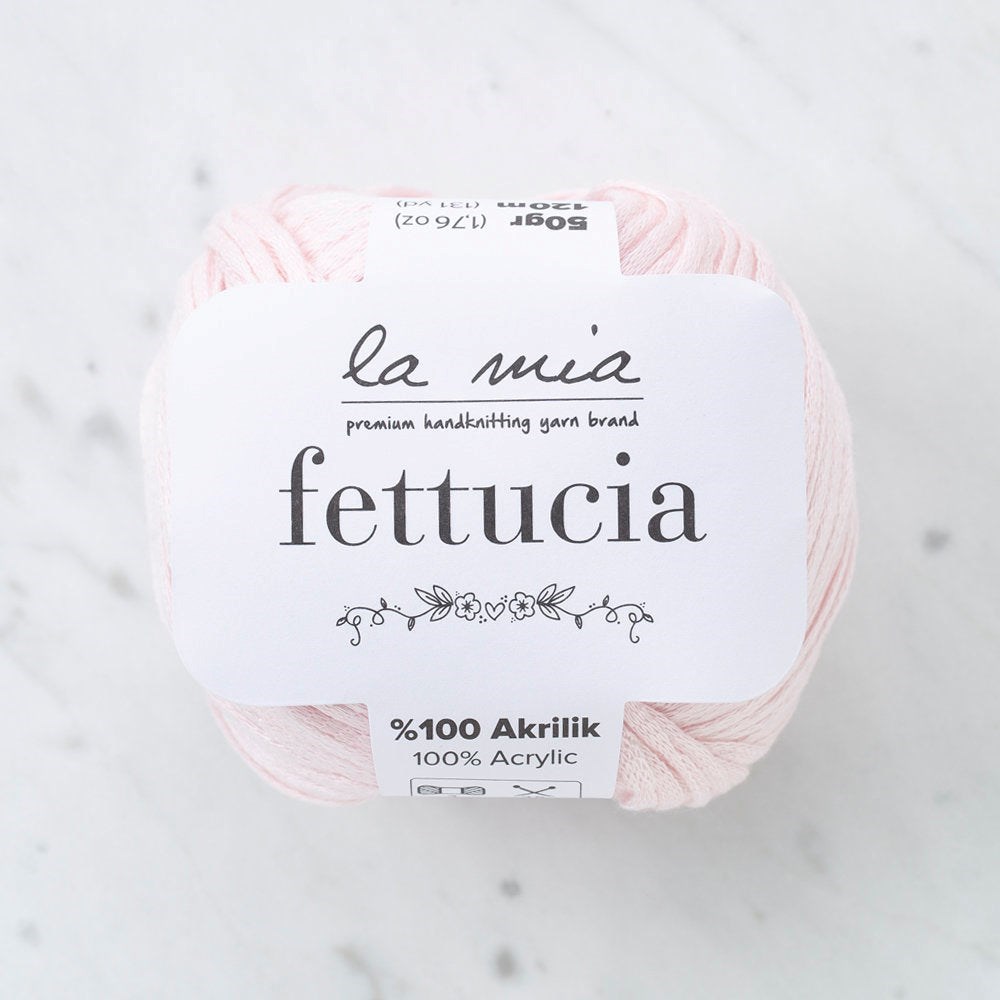 120m (131 yd)
50gr (1,76 oz)
la mia
premium handknitting yarn brand
fettucia
%100 Akrilik
100% Acrylic